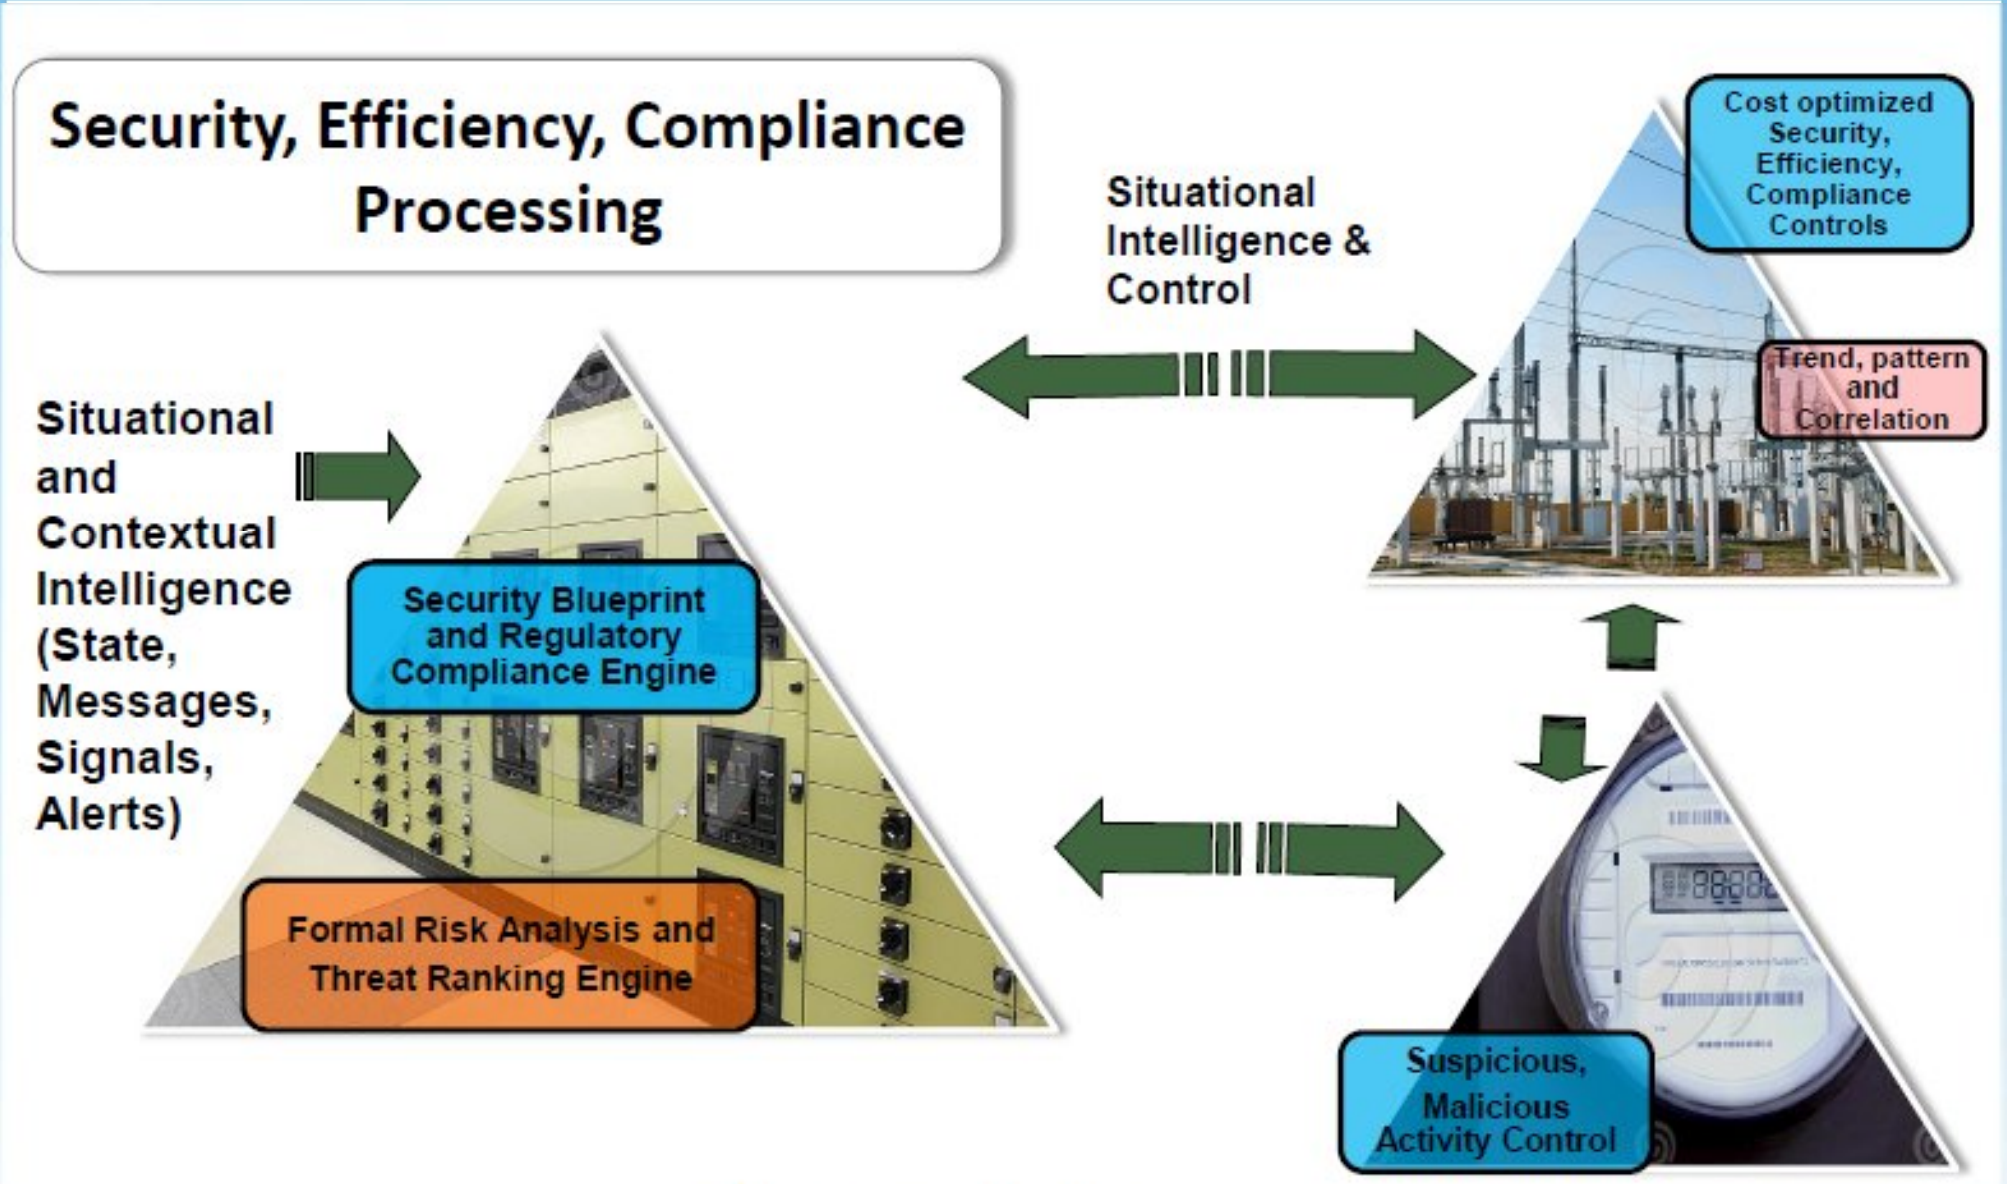 Security, Efficiency, Compliance
Processing
Situational
Intelligence &
Control
Cost optimized
Security,
Efficiency,
Compliance
Controls
Trend, pattern
and
Correlation
Situational
and
Contextual
Intelligence
(State,
Messages,
Signals,
Alerts)
Security Blueprint
and Regulatory
Compliance Engine
Formal Risk Analysis and
Threat Ranking Engine
Suspicious,
Malicious
Activity Control